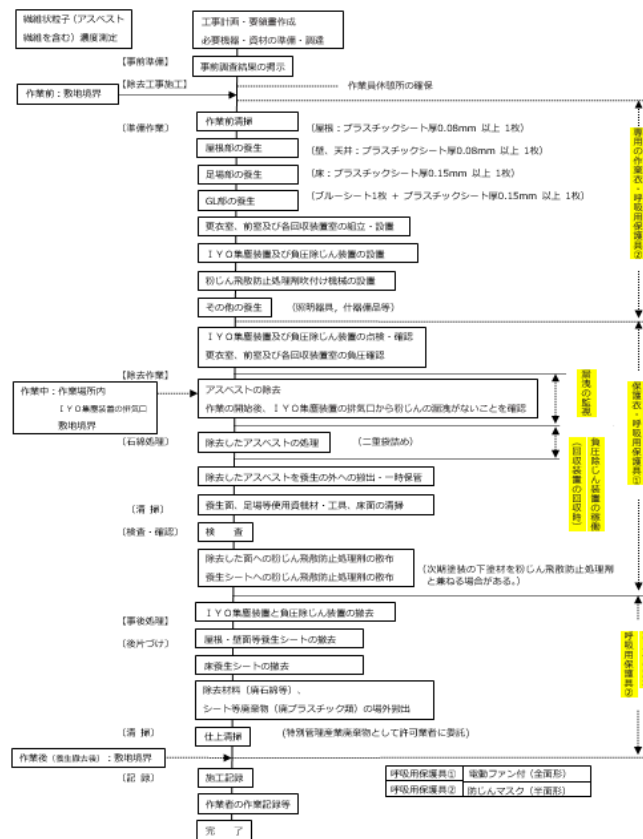 繊維状粒子（アスベスト
繊維を含む）濃度測定
工事計画・要領書作成
必要機器・資材の準備・調達
【事前準備】
事前調査結果の掲示
【除去工事施工】
作業員休憩所の確保
作業前：敷地境界
〔準備作業〕
作業前清掃
（屋根：プラスチックシート厚0.08mm 以上 1枚）
屋根部の養生
（壁、天井：プラスチックシート厚0.08mm 以上 1枚）
足場部の養生
（床：プラスチックシート厚0.15mm 以上 1枚）
GL部の養生
（ブルーシート1枚 + プラスチックシート厚0.15mm 以上 1枚）
更衣室、前室及び各回収装置室の組立・設置
ＩＹＯ集塵装置及び負圧除じん装置の設置
粉じん飛散防止処理剤吹付け機械の設置
その他の養生
（照明器具，什器備品等）
専用の作業衣・呼吸用保護具②
ＩＹＯ集塵装置及び負圧除じん装置の点検・確認
更衣室、前室及び各回収装置室の負圧確認
【除去作業】
作業中：作業場所内
ＩＹＯ集塵装置の排気口
敷地境界
アスベストの除去
作業の開始後、ＩＹＯ集塵装置の排気口から粉じんの漏洩がないことを確認
漏洩の監視
保護衣・呼吸用保護具①
〔石綿処理〕
除去したアスベストの処理
（二重袋詰め）
負圧除じん装置の稼働
（回収装置の回収時）
除去したアスベストを養生の外への搬出・一時保管
〔清 掃〕
養生面、足場等使用資機材・工具、床面の清掃
〔検査・確認〕
検 査
除去した面への粉じん飛散防止処理剤の散布
養生シートへの粉じん飛散防止処理剤の散布
（次期塗装の下塗材を粉じん飛散防止処理剤
と兼ねる場合がある。）
【事後処理】
ＩＹＯ集塵装置と負圧除じん装置の撤去
〔後片づけ〕
屋根・壁面等養生シートの撤去
床養生シートの撤去
呼吸用保護具②
除去材料（廃石綿等）、
シート等廃棄物（廃プラスチック類）の場外搬出
〔清 掃〕
仕上清掃
（特別管理産業廃棄物として許可業者に委託）
作業後（養生撤去後）：敷地境界
〔記 録〕
施工記録
呼吸用保護具① 電動ファン付（全面形）
呼吸用保護具② 防じんマスク（半面形）
作業者の作業記録等
完 了